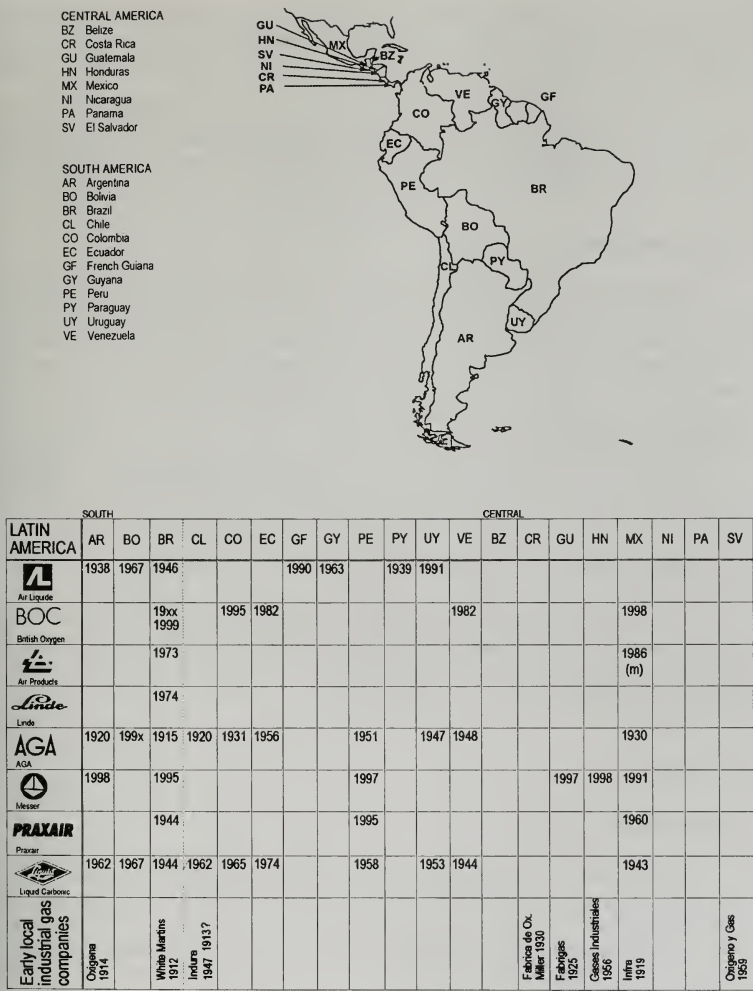 CENTRAL AMERICA
BZ Belize
CR Costa Rica
GU Guatemala
HN Honduras
MX Mexico
NI Nicaragua
PA Panama
SV El Salvador
SOUTH AMERICA
AR Argentina
BO Bolivia
BR Brazil
CL Chile
CO Colombia
EC Ecuador
GF French Guiana
GY Guyana
PE Peru
PY Paraguay
UY Uruguay
VE Venezuela
GU
HN
SV
NI
CR
PA
MX
BZ
VE
GY
GF
CO
EC
PE
BR
BO
CL
PY
UY
AR
SOUTH CENTRAL
LATIN AMERICA AR BO BR CL CO EC GF GY PE PY UY VE BZ CR GU HN MX NI PA SV
Air Liquide 1938 1967 1946 1990 1963 1939 1991
BOC 19xx 1995 1982 1982 1998
1999
British Oxygen
1973 1986
(m)
Air Products
Linde 1974
Linde
AGA 1920 199x 1915 1920 1931 1956 1951 1947 1948 1930
AGA
1998 1995 1997 1997 1998 1991
Messer
PRAXAIR 1944 1995 1960
Praxair
Liquid 1962 1967 1944 1962 1965 1974 1958 1953 1944 1943
Liquid Carbonic
Early local
industrial gas
companies
Oxigena
1914
White Martins
1912
Indura
1947 1913?
Fabrica de Ox.
Miller 1930
Fabrigas
1925
Gases Industriales
1956
Infra
1919
Oxigeno y Gas
1959